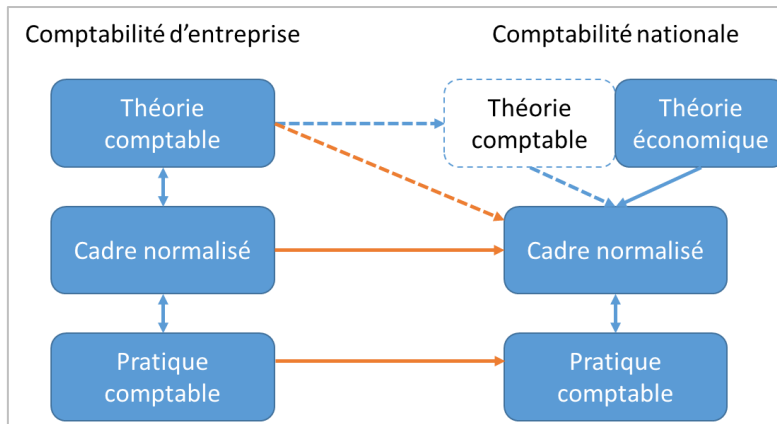 Comptabilité d'entreprise
Comptabilité nationale
Théorie
comptable
Théorie
comptable
Théorie
économique
Cadre normalisé
Cadre normalisé
Pratique
comptable
Pratique
comptable